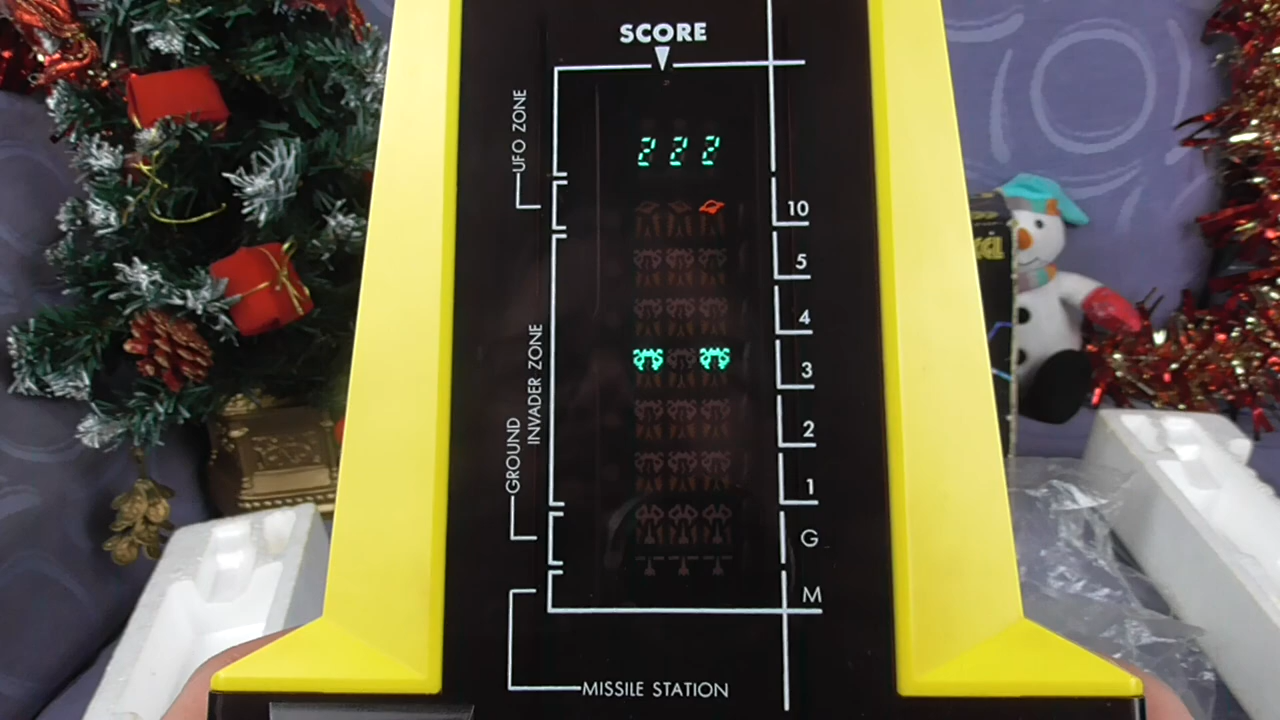 SCORE
UFO ZONE
222
10
5
4
3
2
1
G
M
GROUND
INVADER ZONE
MISSILE STATION